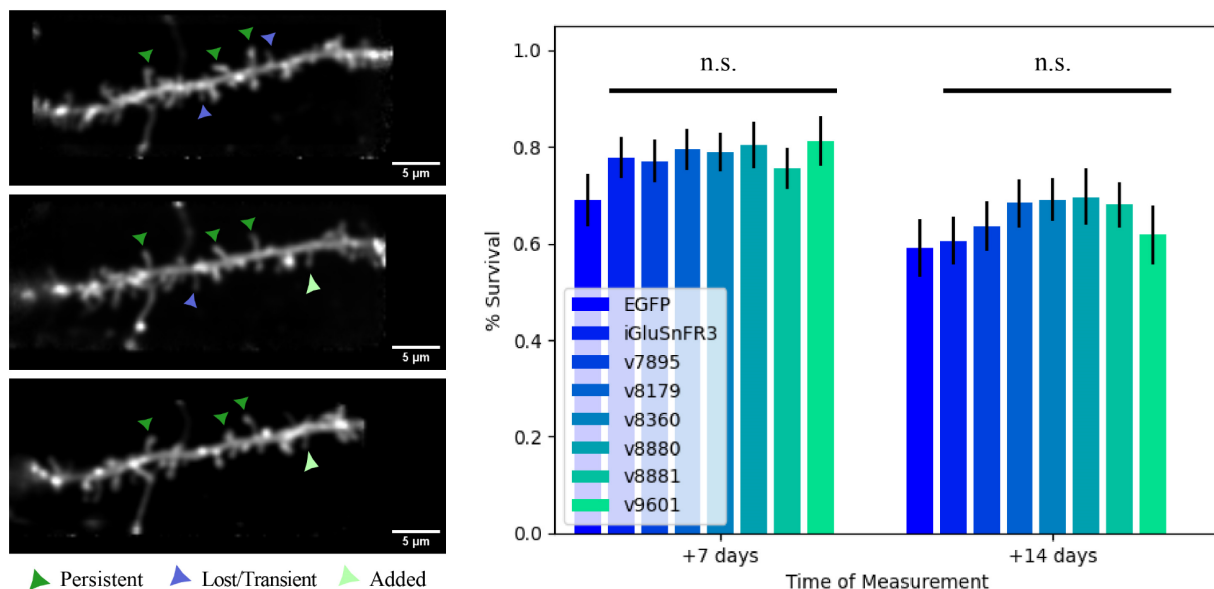 5 µm
5 µm
5 µm
Persistent
Lost/Transient
Added
n.s.
n.s.
% Survival
1.0
0.8
0.6
0.4
0.2
0.0
EGFP
iGluSnFR3
v7895
v8179
v8360
v8880
v8881
v9601
+7 days
+14 days
Time of Measurement